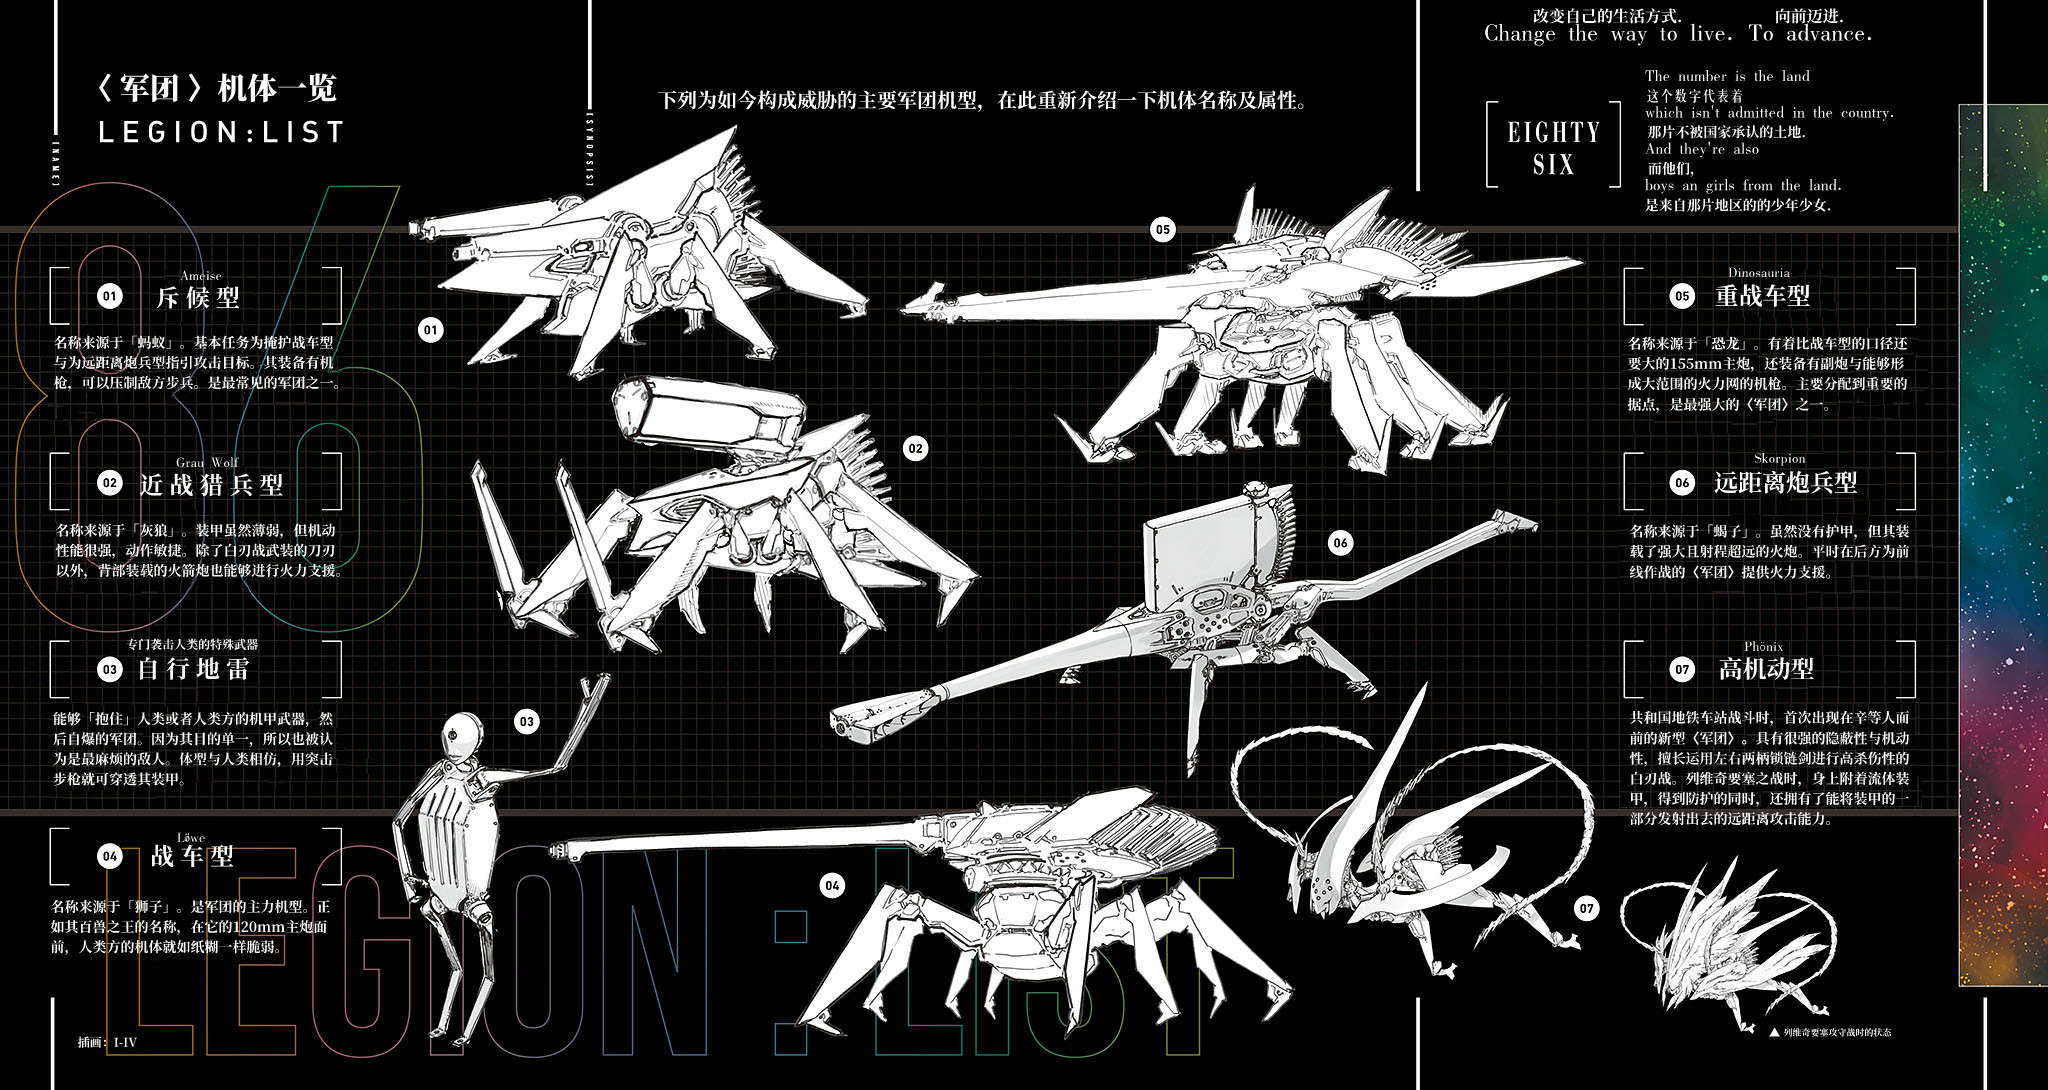 〈 军团 〉机体一览
LEGION:LIST
[NAME]
[SYNOPSIS]
下列为如今构成威胁的主要军团机型，在此重新介绍一下机体名称及属性。
改变自己的生活方式. 向前迈进.
Change the way to live. To advance.
EIGHTY
SIX
The number is the land
这个数字代表着
which isn't admitted in the country.
那片不被国家承认的土地.
And they're also
而他们，
boys an girls from the land.
是来自那片地区的的少年少女.
86
Ameise
01 斥候型
名称来源于「蚂蚁」。基本任务为掩护战车型
与为远距离炮兵型指引攻击目标。其装备有机
枪，可以压制敌方步兵。是最常见的军团之一。
Grau Wolf
02 近战猎兵型
名称来源于「灰狼」。装甲虽然薄弱，但机动
性能很强，动作敏捷。除了白刃战武装的刀刃
以外，背部装载的火箭炮也能够进行火力支援。
专门袭击人类的特殊武器
03 自行地雷
能够「抱住」人类或者人类方的机甲武器，然
后自爆的军团。因为其目的单一，所以也被认
为是最麻烦的敌人。体型与人类相仿，用突击
步枪就可穿透其装甲。
Löwe
04 战车型
名称来源于「狮子」。是军团的主力机型。正
如其百兽之王的名称，在它的120mm主炮面
前，人类方的机体就如纸糊一样脆弱。
插画：I-IV
01
02
03
04
05
06
07
Dinosauria
05 重战车型
名称来源于「恐龙」。有着比战车型的口径还
要大的155mm主炮，还装备有副炮与能够形
成大范围的火力网的机枪。主要分配到重要的
据点，是最强大的〈军团〉之一。
Skorpion
06 远距离炮兵型
名称来源于「蝎子」。虽然没有护甲，但其装
载了强大且射程超远的火炮。平时在后方为前
线作战的〈军团〉提供火力支援。
Phönix
07 高机动型
共和国地铁车站战斗时，首次出现在辛等人面
前的新型〈军团〉。具有很强的隐蔽性与机动
性，擅长运用左右两柄锁链剑进行高杀伤性的
白刃战。列维奇要塞之战时，身上附着流体装
甲，得到防护的同时，还拥有了能将装甲的一
部分发射出去的远距离攻击能力。
▲ 列维奇要塞攻守战时的状态
LEGION : LIST